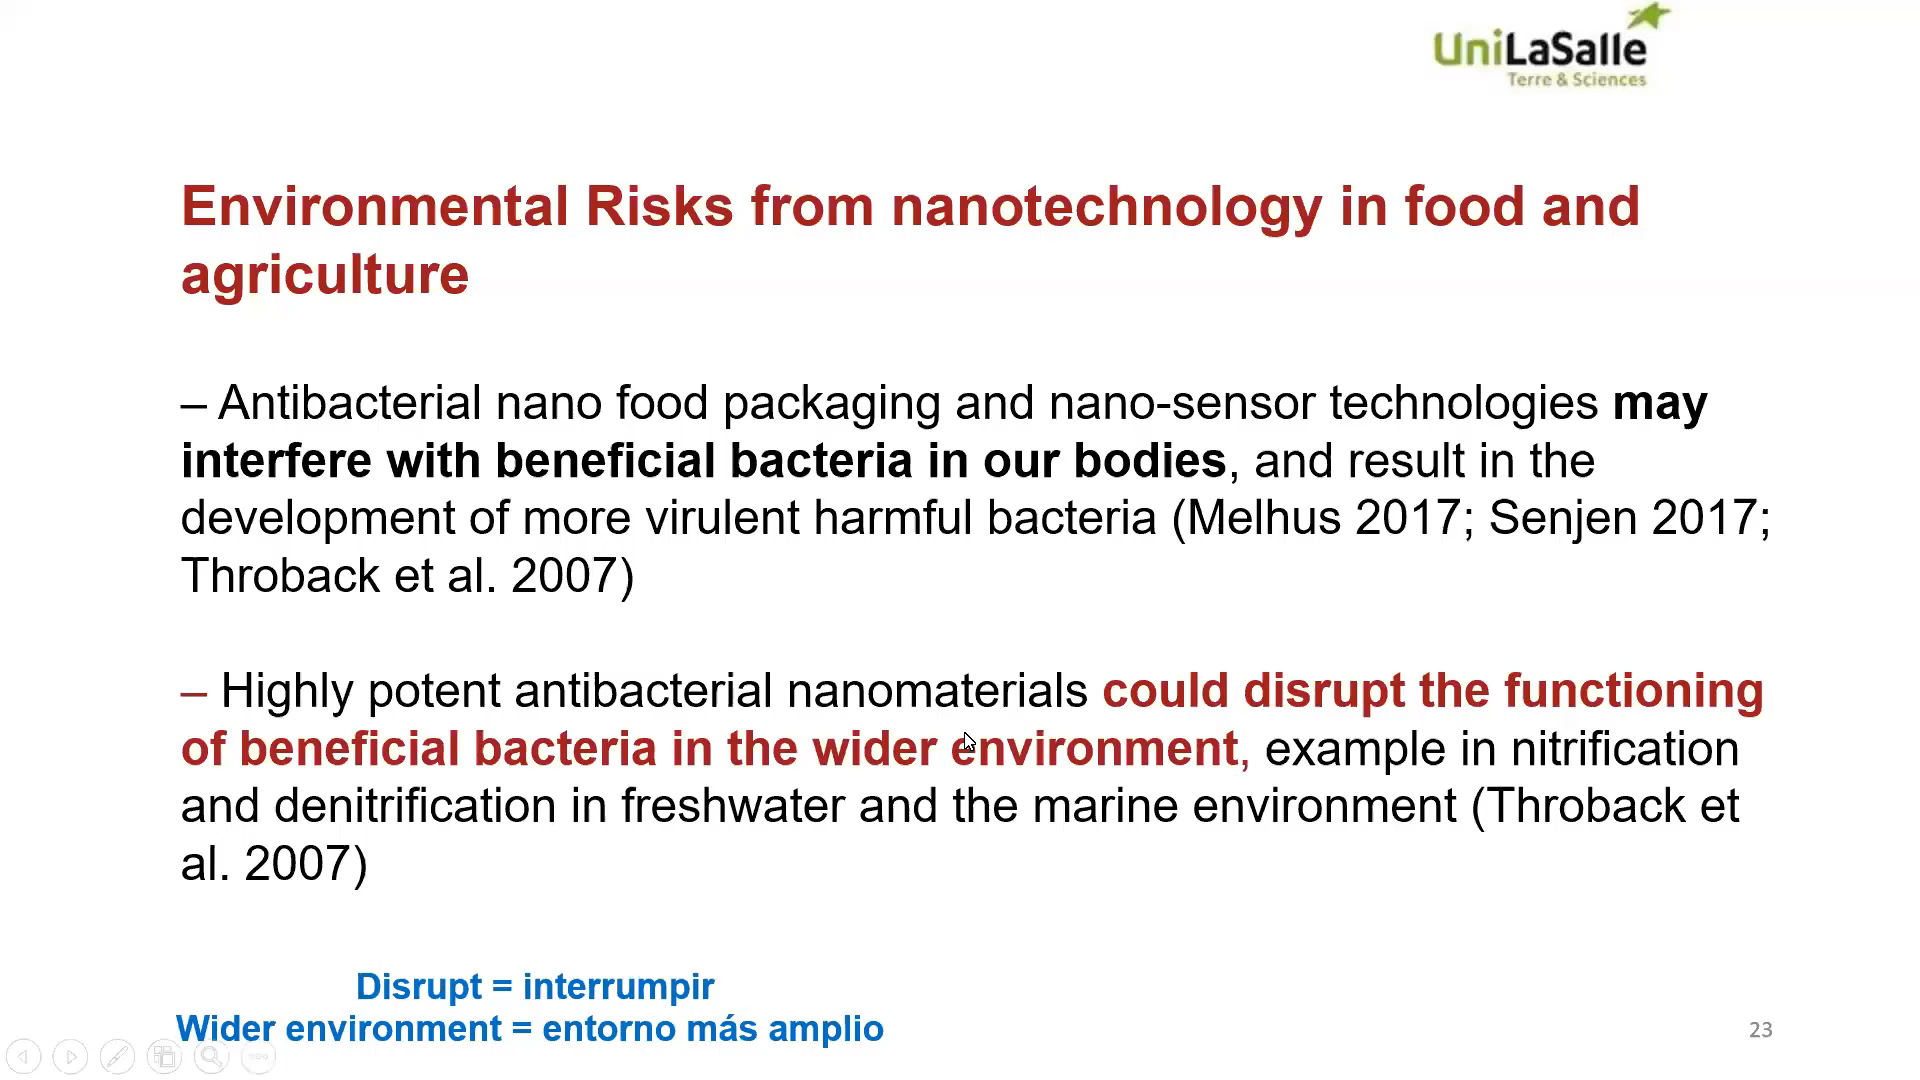 UniLaSalle
Terre & Sciences
Environmental Risks from nanotechnology in food and
agriculture
– Antibacterial nano food packaging and nano-sensor technologies may
interfere with beneficial bacteria in our bodies, and result in the
development of more virulent harmful bacteria (Melhus 2017; Senjen 2017;
Throback et al. 2007)
– Highly potent antibacterial nanomaterials could disrupt the functioning
of beneficial bacteria in the wider environment, example in nitrification
and denitrification in freshwater and the marine environment (Throback et
al. 2007)
Disrupt = interrumpir
Wider environment = entorno más amplio
23